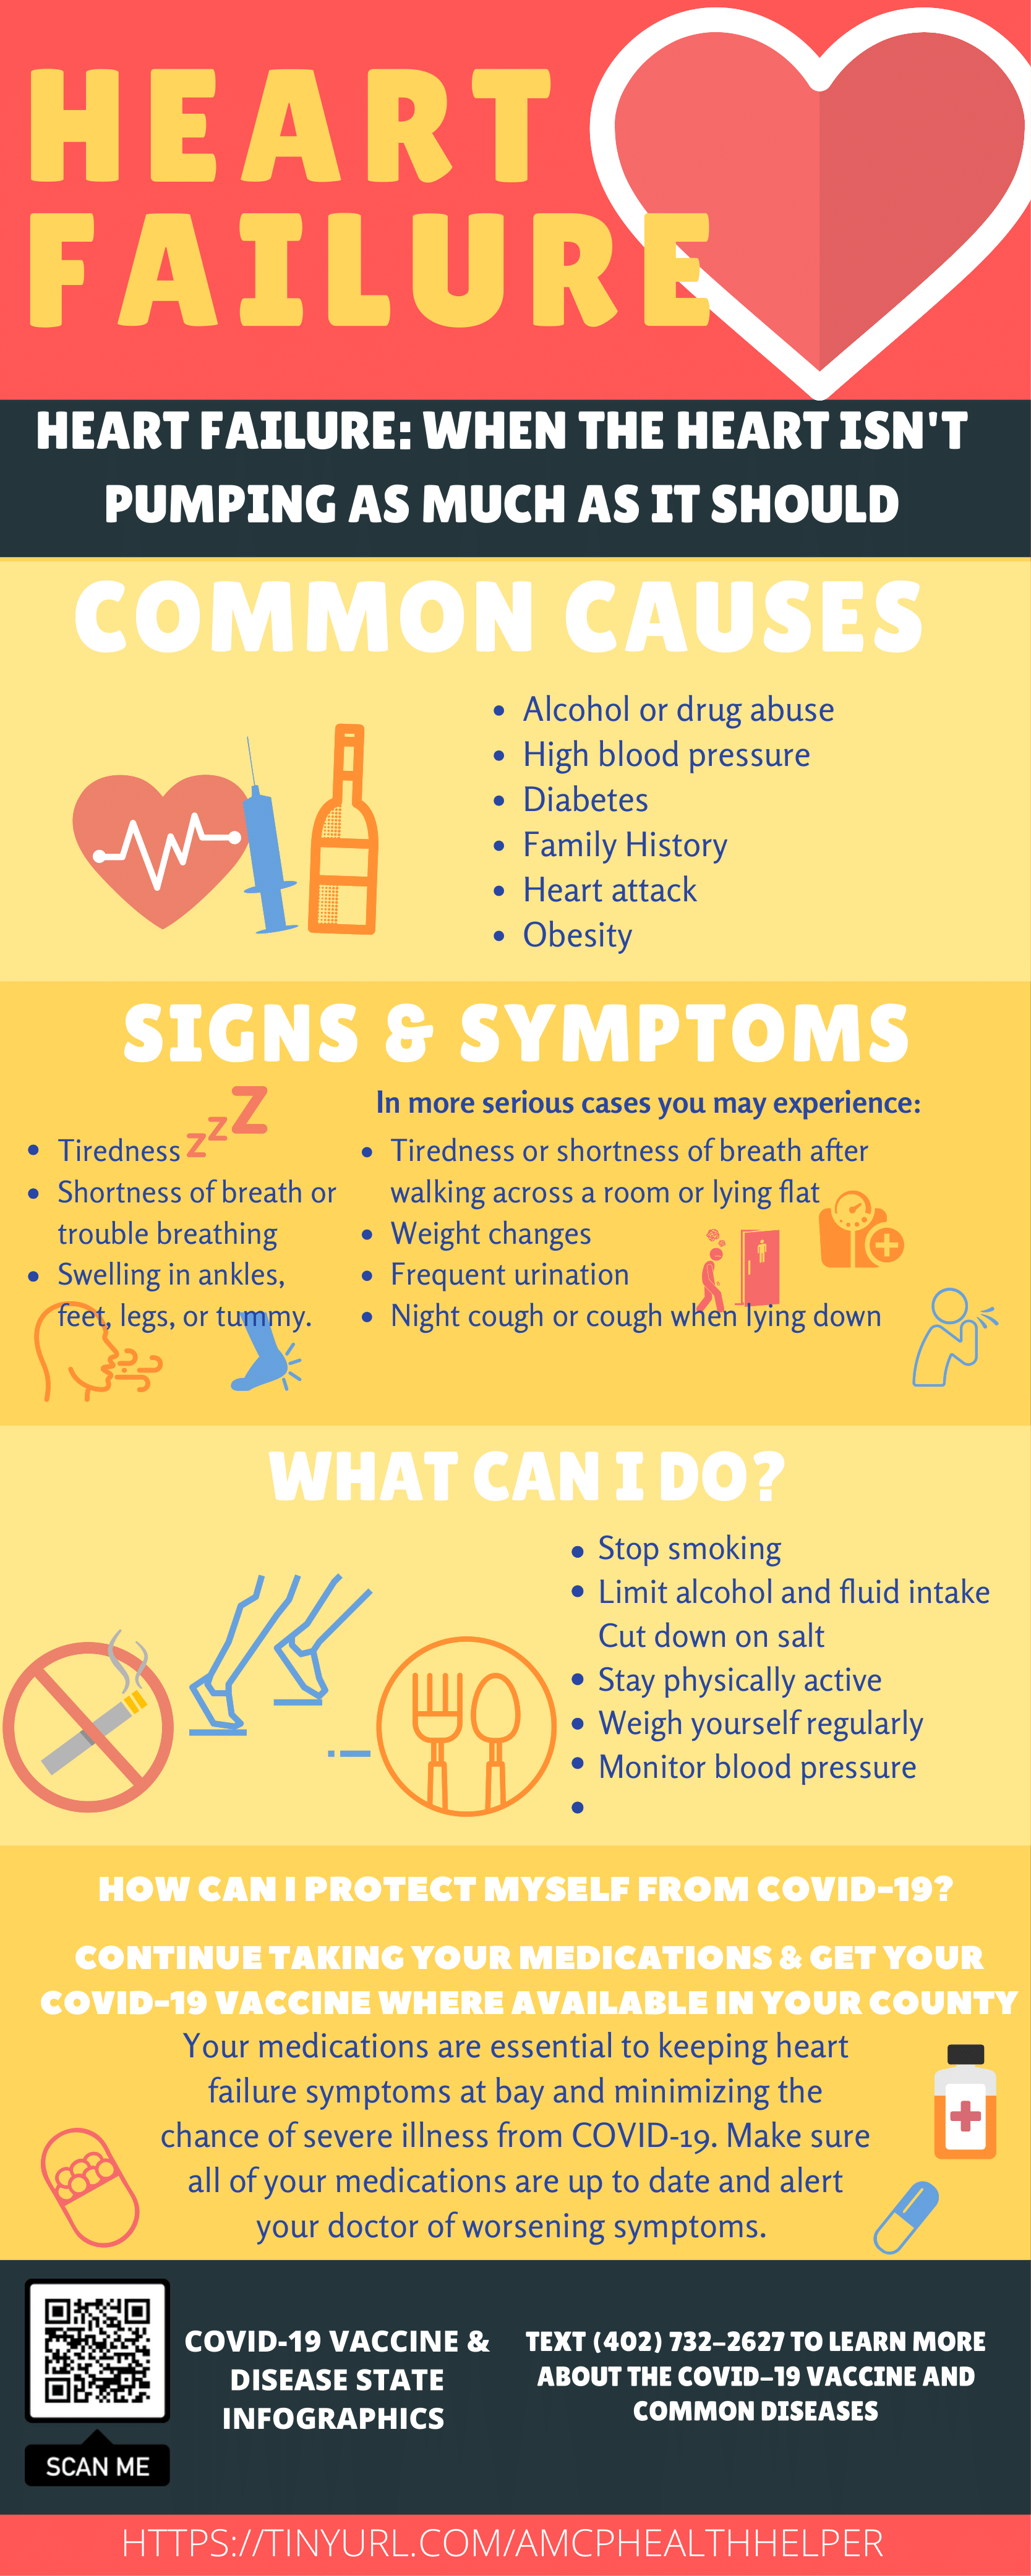 HEART
FAILURE
HEART FAILURE: WHEN THE HEART ISN'T
PUMPING AS MUCH AS IT SHOULD
COMMON CAUSES
• Alcohol or drug abuse
• High blood pressure
• Diabetes
• Family History
• Heart attack
• Obesity
SIGNS & SYMPTOMS
zzZ
• Tiredness
• Shortness of breath or
trouble breathing
• Swelling in ankles,
feet, legs, or tummy.
In more serious cases you may experience:
• Tiredness or shortness of breath after
walking across a room or lying flat
• Weight changes
• Frequent urination
• Night cough or cough when lying down
WHAT CAN I DO?
• Stop smoking
• Limit alcohol and fluid intake
Cut down on salt
• Stay physically active
• Weigh yourself regularly
• Monitor blood pressure
•
HOW CAN I PROTECT MYSELF FROM COVID-19?
CONTINUE TAKING YOUR MEDICATIONS & GET YOUR
COVID-19 VACCINE WHERE AVAILABLE IN YOUR COUNTY
Your medications are essential to keeping heart
failure symptoms at bay and minimizing the
chance of severe illness from COVID-19. Make sure
all of your medications are up to date and alert
your doctor of worsening symptoms.
SCAN ME
COVID-19 VACCINE &
DISEASE STATE
INFOGRAPHICS
TEXT (402) 732-2627 TO LEARN MORE
ABOUT THE COVID-19 VACCINE AND
COMMON DISEASES
HTTPS://TINYURL.COM/AMCPHEALTHHELPER